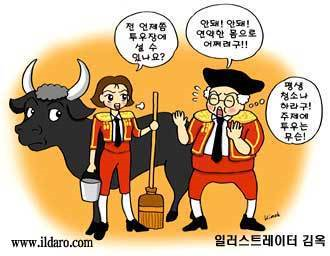 전 언제쯤
투우장에
설 수
있나요?
안돼! 안돼!
연약한 몸으로
어쩌려구!!
평생
청소나
하라구!
주제에
투우는
무슨!
kimok
www.ildaro.com
일러스트레이터 김옥